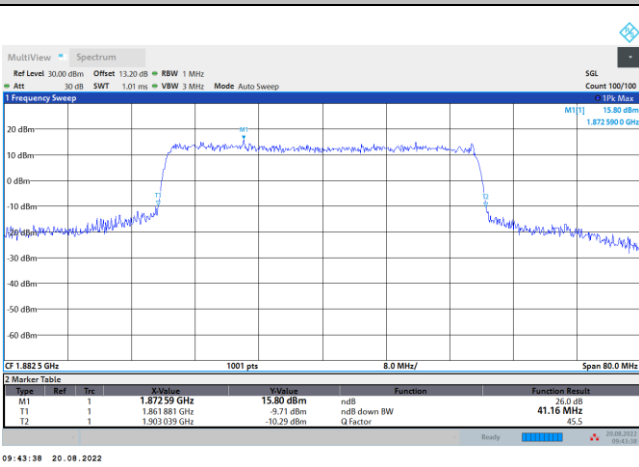 MultiView Spectrum
Ref Level 30.00 dBm Offset 13.20 dB RBW 1 MHz SGL
Att 30 dB SWT 1.01 ms VBW 3 MHz Mode Auto Sweep Count 100/100
1 Frequency Sweep 1Pk Max
M1[1] 15.80 dBm
1.872 590 0 GHz
20 dBm
M1
10 dBm
0 dBm
T1
T2
-10 dBm
-20 dBm
-30 dBm
-40 dBm
-50 dBm
-60 dBm
CF 1.882 5 GHz 1001 pts 8.0 MHz/ Span 80.0 MHz
2 Marker Table
Type Ref Trc X-Value Y-Value Function Function Result
M1 1 1.872 59 GHz 15.80 dBm ndB 26.0 dB
T1 1 1.861 881 GHz -9.71 dBm ndB down BW 41.16 MHz
T2 1 1.903 039 GHz -10.29 dBm Q Factor 45.5
Ready 20.08.2022
09:43:38
09:43:38 20.08.2022